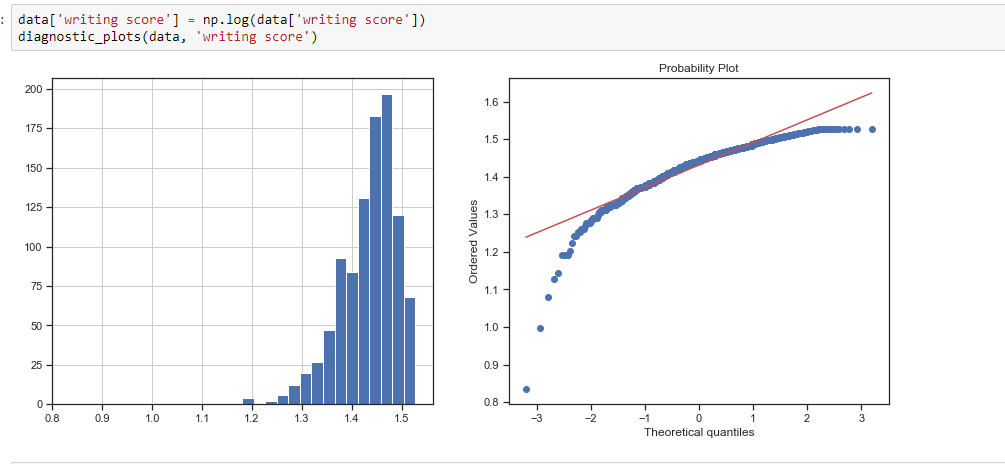 :
data['writing score'] = np.log(data['writing score'])
diagnostic_plots(data, 'writing score')
Probability Plot
200
175
150
125
100
75
50
25
0
0.8 0.9 1.0 1.1 1.2 1.3 1.4 1.5
Ordered Values
1.6
1.5
1.4
1.3
1.2
1.1
1.0
0.9
0.8
−3 −2 −1 0 1 2 3
Theoretical quantiles